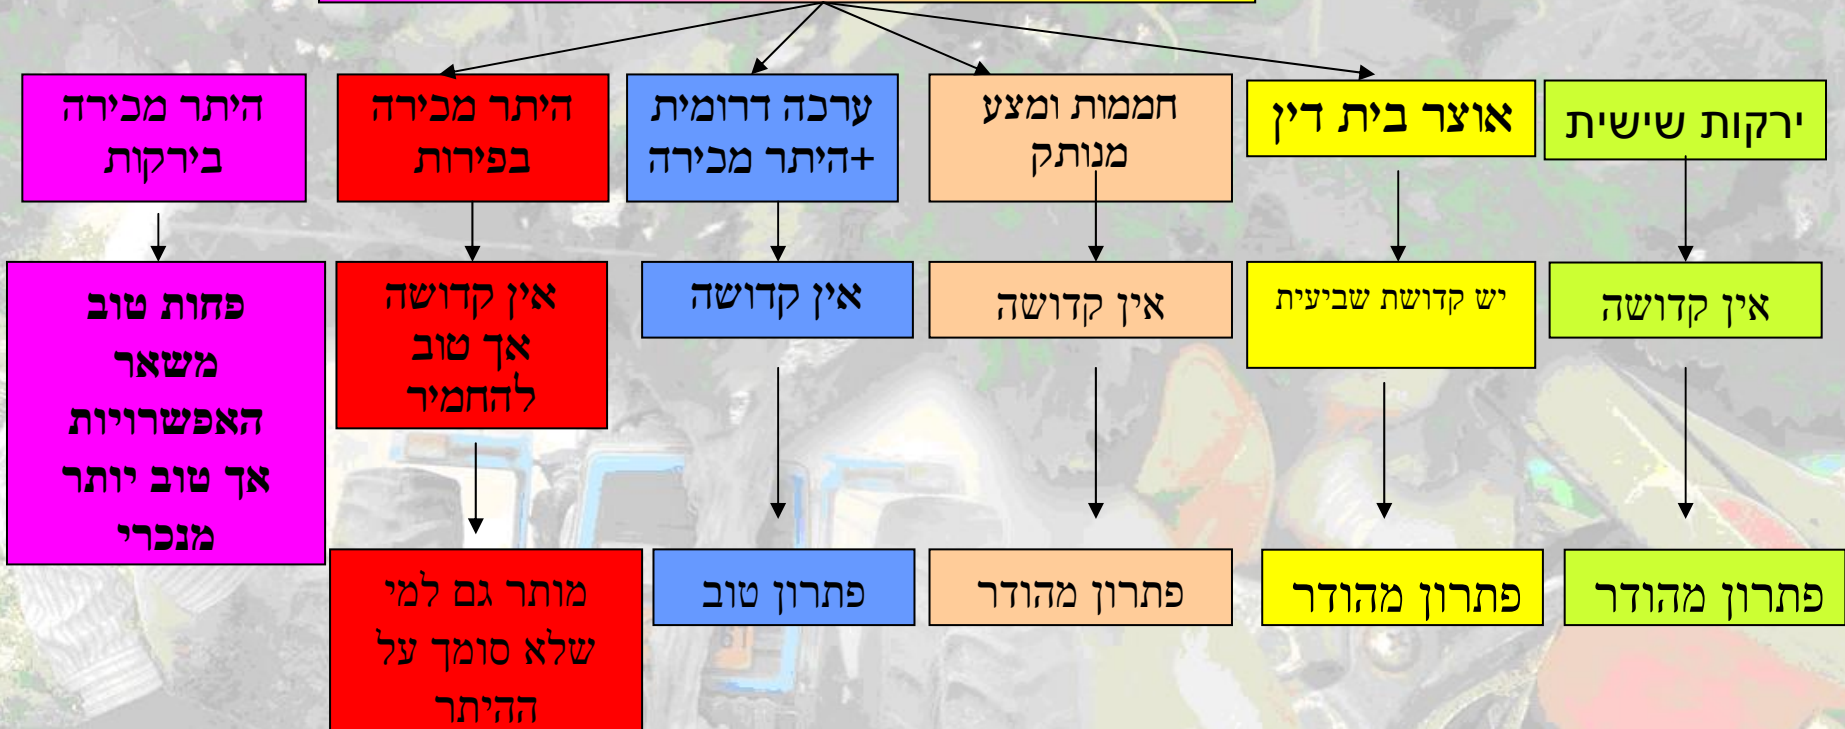 ירקות שישית
אוצר בית דין
חממות ומצע
מנותק
ערכה דרומית
+היתר מכירה
היתר מכירה
בפירות
היתר מכירה
בירקות
אין קדושה
יש קדושת שביעית
אין קדושה
אין קדושה
אין קדושה
אך טוב
להחמיר
פחות טוב
משאר
האפשרויות
אך טוב יותר
מנכרי
פתרון מהודר
פתרון מהודר
פתרון מהודר
פתרון טוב
מותר גם למי
שלא סומך על
ההיתר